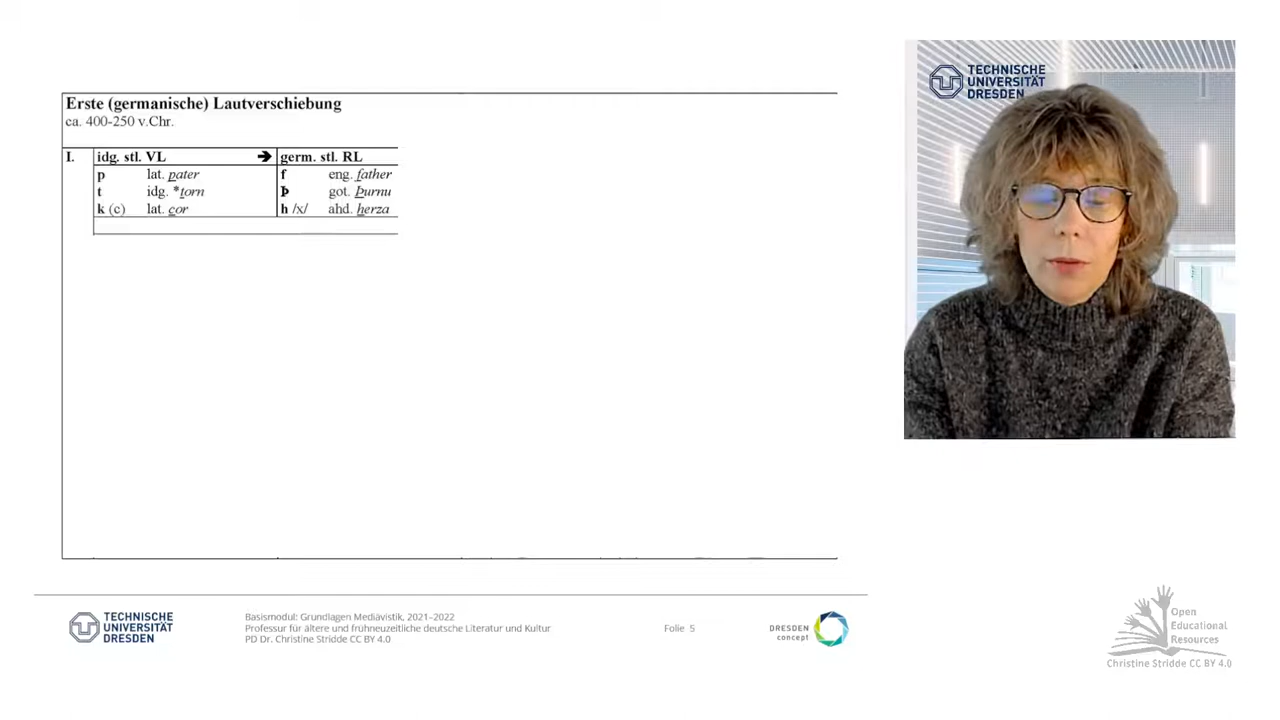 Erste (germanische) Lautverschiebung
ca. 400-250 v.Chr.
I. idg. stl. VL ➔ germ. stl. RL
p lat. pater f eng. father
t idg. *torn Þ got. Þurnu
k (c) lat. cor h /x/ ahd. herza
TECHNISCHE
UNIVERSITÄT
DRESDEN
TECHNISCHE
UNIVERSITÄT
DRESDEN
Basismodul: Grundlagen Mediävistik, 2021–2022
Professur für ältere und frühneuzeitliche deutsche Literatur und Kultur
PD Dr. Christine Stridde CC BY 4.0
Folie 5
DRESDEN
concept
Open
Educational
Resources
Christine Stridde CC BY 4.0